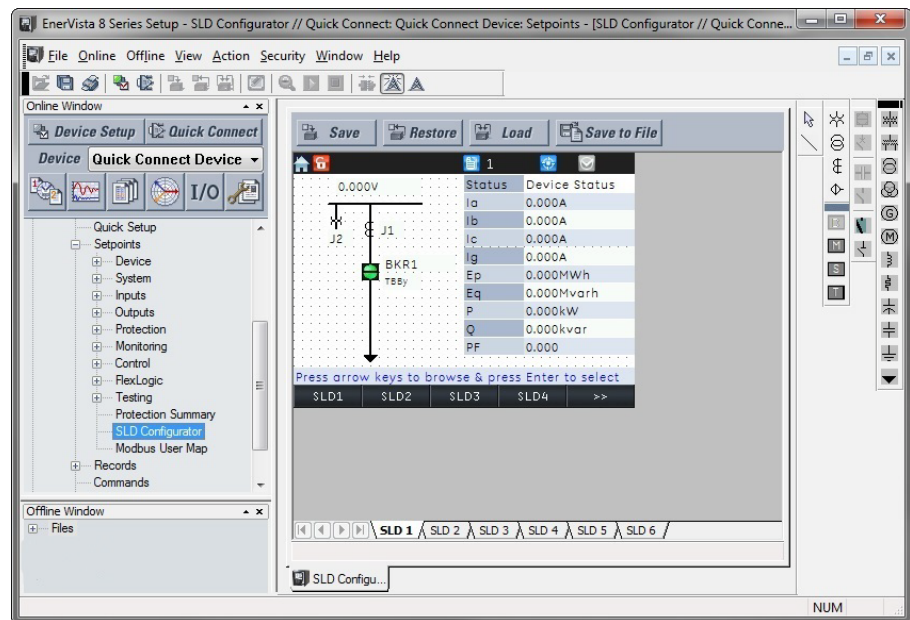 EnerVista 8 Series Setup - SLD Configurator // Quick Connect: Quick Connect Device: Setpoints - [SLD Configurator // Quick Conne...
File Online Offline View Action Security Window Help
Online Window
Device Setup Quick Connect
Device Quick Connect Device
I/O
Quick Setup
Setpoints
Device
System
Inputs
Outputs
Protection
Monitoring
Control
FlexLogic
Testing
Protection Summary
SLD Configurator
Modbus User Map
Records
Commands
Offline Window
Files
Save Restore Load Save to File
1
0.000V
J2
J1
BKR1
TBBy
Status Device Status
Ia 0.000A
Ib 0.000A
Ic 0.000A
Ig 0.000A
Ep 0.000MWh
Eq 0.000Mvarh
P 0.000kW
Q 0.000kvar
PF 0.000
Press arrow keys to browse & press Enter to select
SLD1 SLD2 SLD3 SLD4 >>
SLD 1 SLD 2 SLD 3 SLD 4 SLD 5 SLD 6
SLD Configu...
G
M
M
S
T
NUM